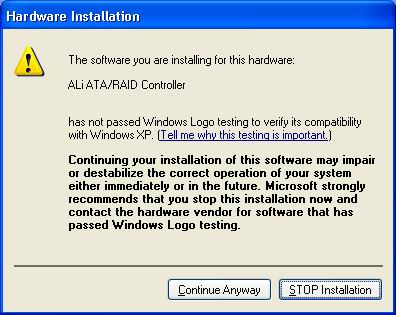 Hardware Installation
The software you are installing for this hardware:
ALi ATA/RAID Controller
has not passed Windows Logo testing to verify its compatibility
with Windows XP. (Tell me why this testing is important.)
Continuing your installation of this software may impair
or destabilize the correct operation of your system
either immediately or in the future. Microsoft strongly
recommends that you stop this installation now and
contact the hardware vendor for software that has
passed Windows Logo testing.
Continue Anyway
STOP Installation